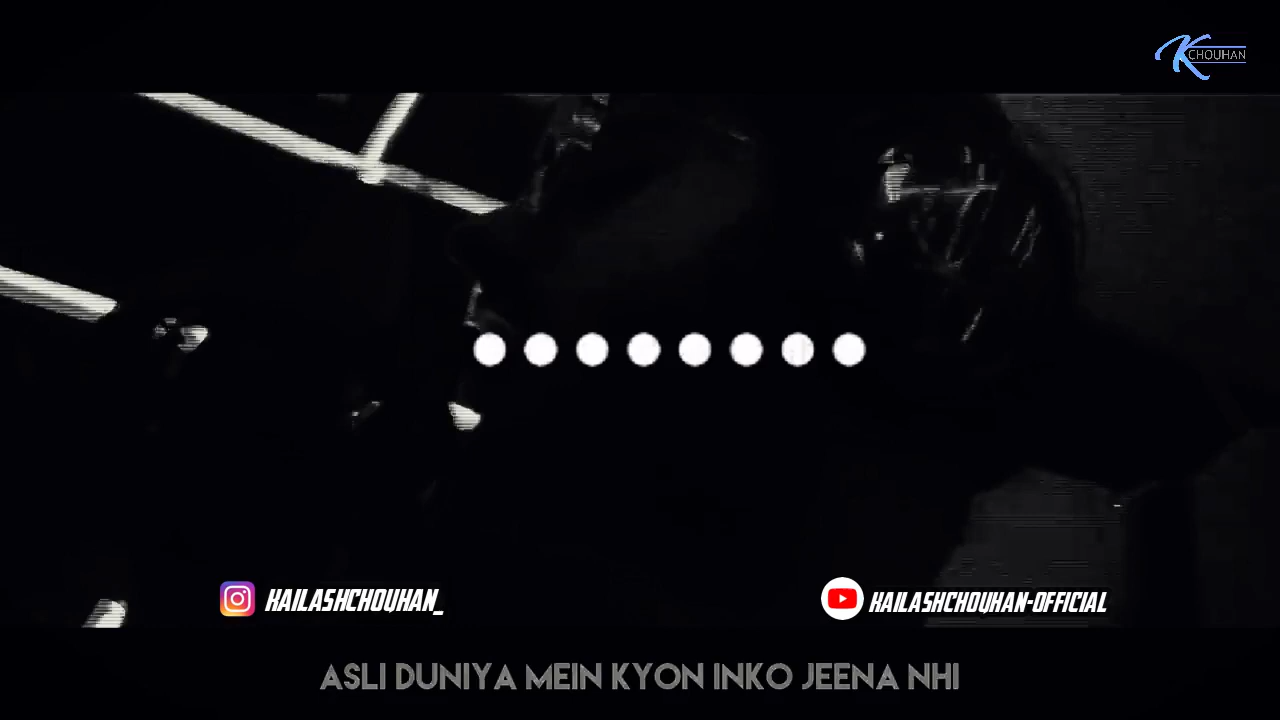 KCHOUHAN
KAILASHCHOUHAN_
KAILASHCHOUHAN-OFFICIAL
ASLI DUNIYA MEIN KYON INKO JEENA NHI